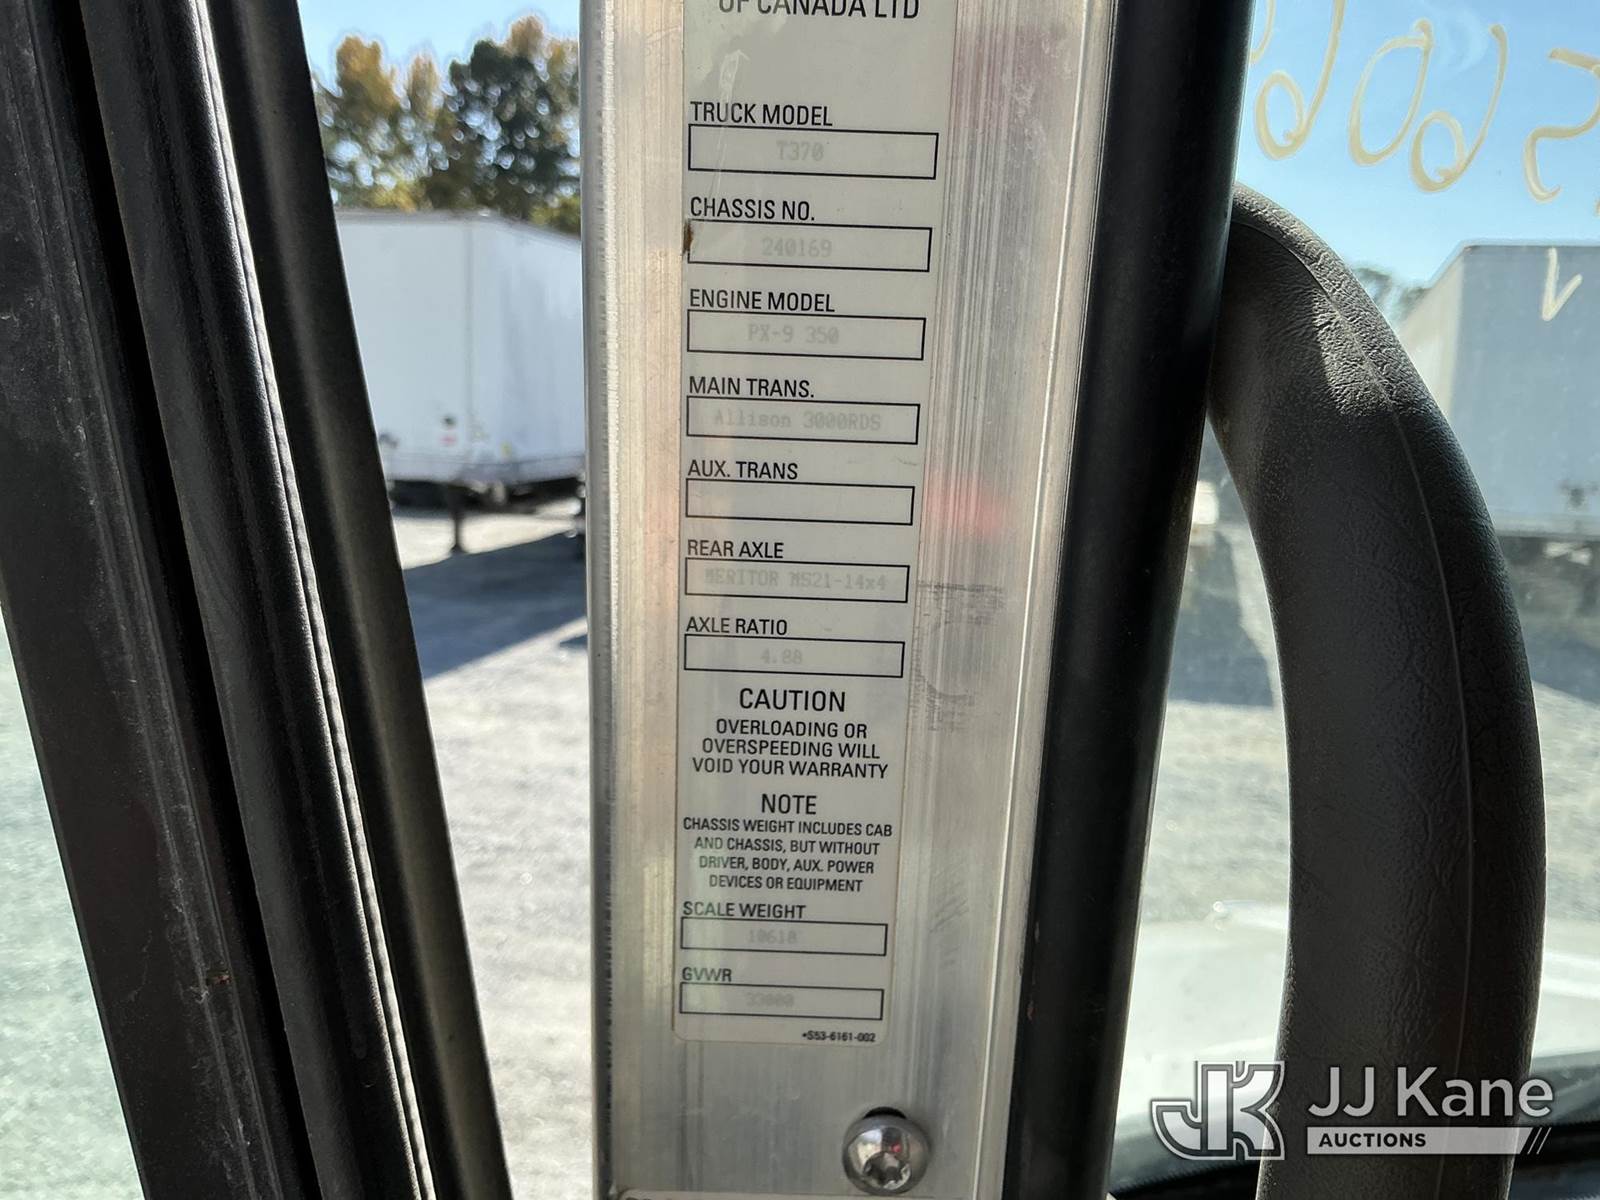 OF CANADA LTD
TRUCK MODEL
T370
CHASSIS NO.
240169
ENGINE MODEL
PX-9 350
MAIN TRANS.
Allison 3000RDS
AUX. TRANS
REAR AXLE
MERITOR MS21-14x4
AXLE RATIO
4.88
CAUTION
OVERLOADING OR
OVERSPEEDING WILL
VOID YOUR WARRANTY
NOTE
CHASSIS WEIGHT INCLUDES CAB
AND CHASSIS, BUT WITHOUT
DRIVER, BODY, AUX. POWER
DEVICES OR EQUIPMENT
SCALE WEIGHT
10610
GVWR
33000
*S53-6161-002
JK JJ Kane
AUCTIONS